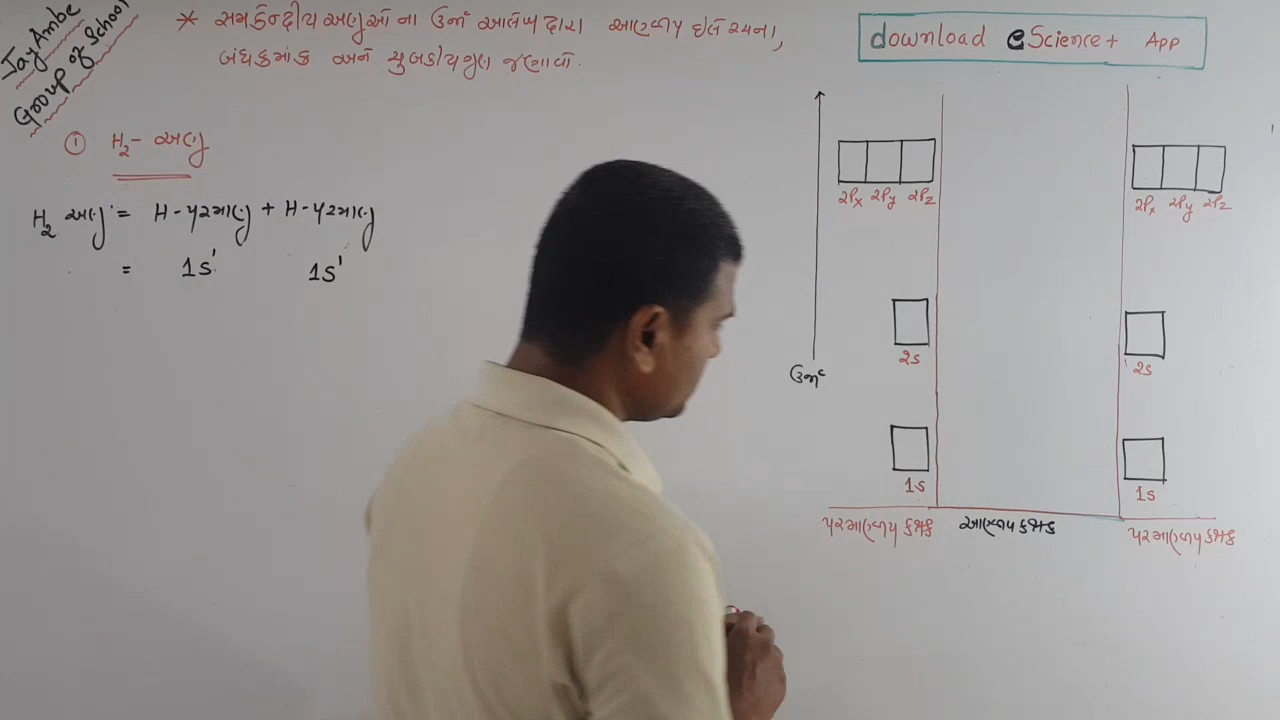 Jay Ambe
Group of School
* સમકેન્દ્રીય અણુઓ ના ઉર્જા આલેખ દ્વારા આણ્વીય ઇલે રચના,
બંધક્રમાંક અને ચુંબકીય ગુણ જણાવો.
download eScience+ App
① H₂ - અણુ
H₂ અણુ = H - પરમાણુ + H - પરમાણુ
= 1s¹ 1s¹
2Px 2Py 2Pz
2Px 2Py 2Pz
2s
2s
ઉર્જા
1s
1s
પરમાણ્વીય કક્ષક
આણ્વીય કક્ષક
પરમાણ્વીય કક્ષક